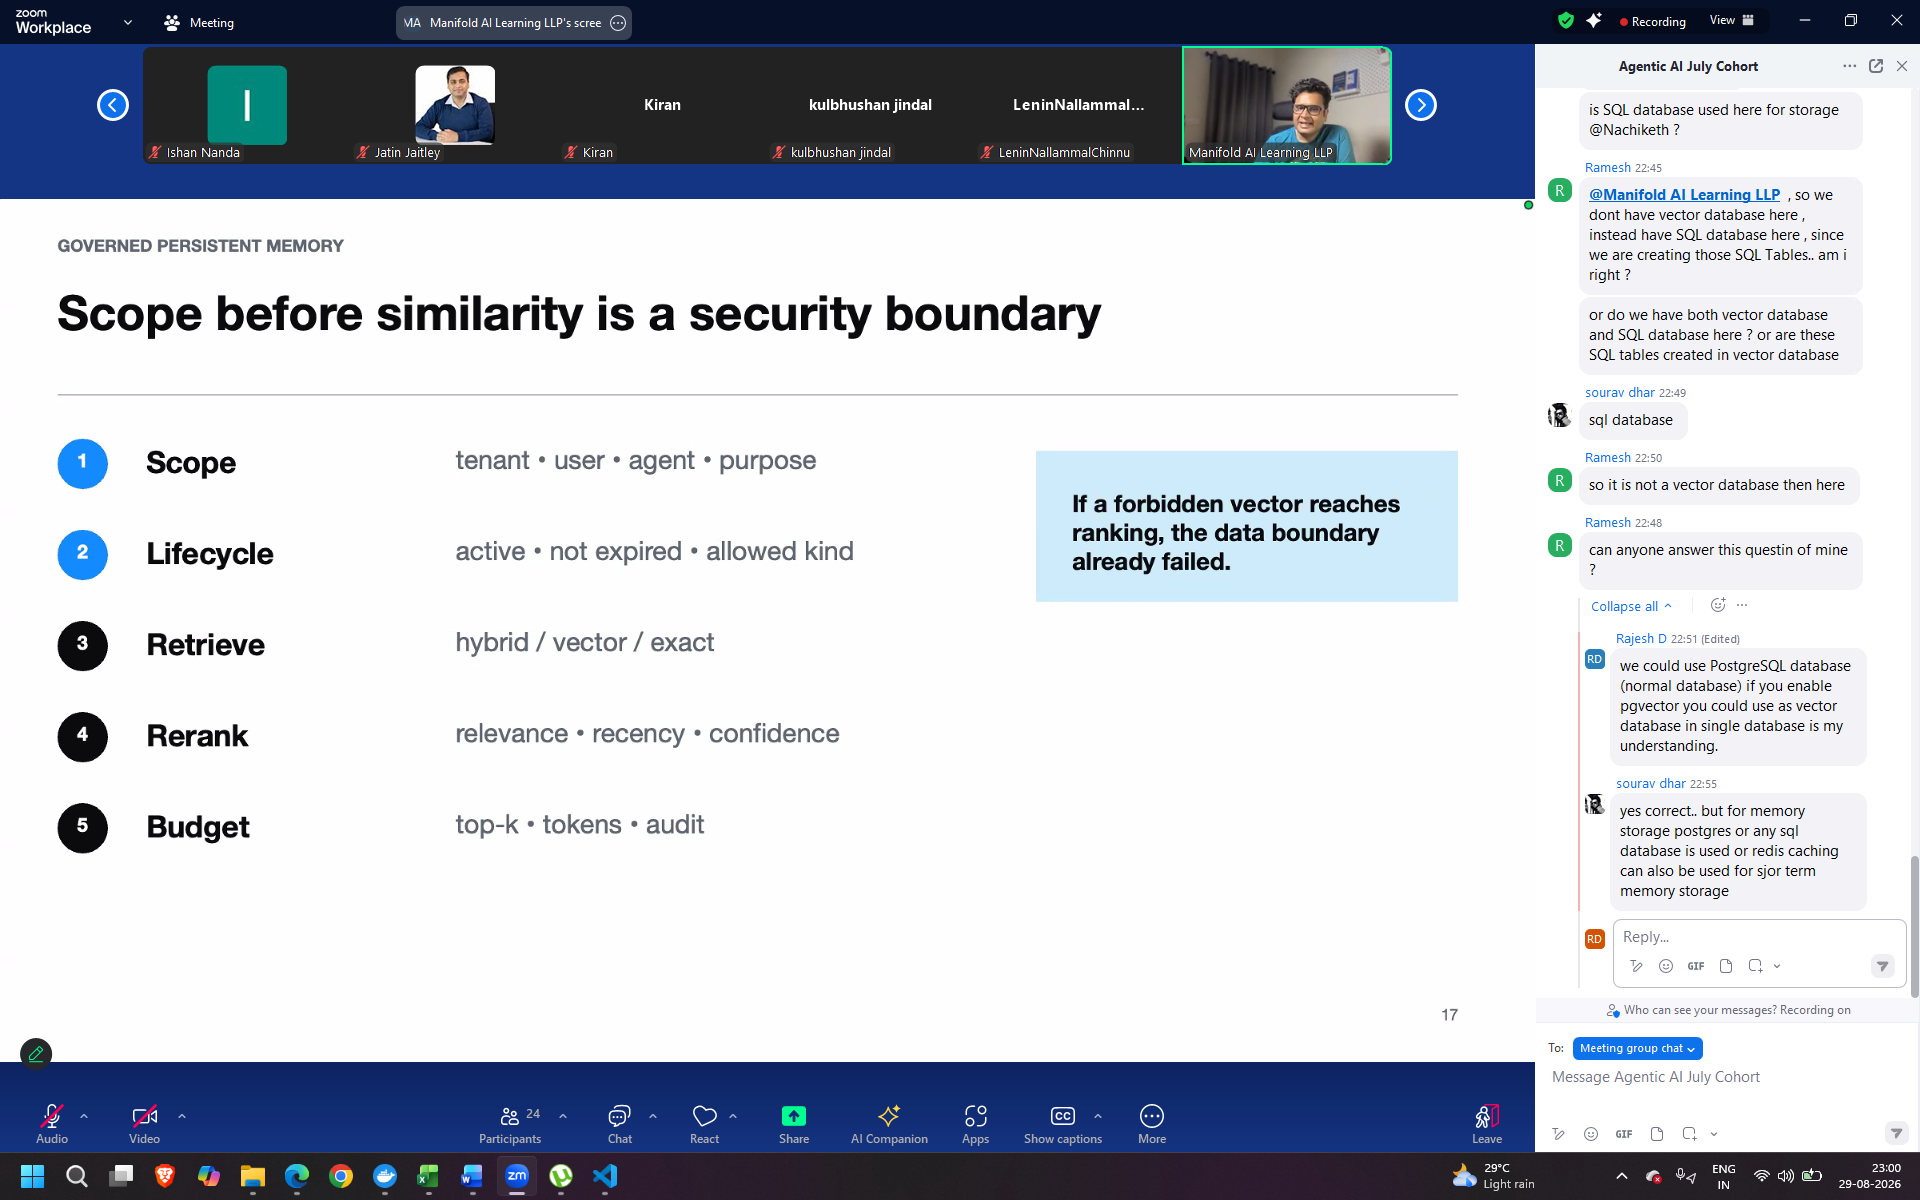 zoom
Workplace
Meeting
MA Manifold AI Learning LLP's scree
Recording
View
I
Ishan Nanda
Jatin Jaitley
Kiran
Kiran
kulbhushan jindal
kulbhushan jindal
LeninNallammal...
LeninNallammalChinnu
Manifold AI Learning LLP
GOVERNED PERSISTENT MEMORY
Scope before similarity is a security boundary
1 Scope tenant • user • agent • purpose
2 Lifecycle active • not expired • allowed kind
3 Retrieve hybrid / vector / exact
4 Rerank relevance • recency • confidence
5 Budget top-k • tokens • audit
If a forbidden vector reaches
ranking, the data boundary
already failed.
17
Agentic AI July Cohort
is SQL database used here for storage
@Nachiketh ?
Ramesh 22:45
R
@Manifold AI Learning LLP , so we
dont have vector database here ,
instead have SQL database here , since
we are creating those SQL Tables.. am i
right ?
or do we have both vector database
and SQL database here ? or are these
SQL tables created in vector database
sourav dhar 22:49
sql database
Ramesh 22:50
R
so it is not a vector database then here
Ramesh 22:48
R
can anyone answer this questin of mine
?
Collapse all
Rajesh D 22:51 (Edited)
RD
we could use PostgreSQL database
(normal database) if you enable
pgvector you could use as vector
database in single database is my
understanding.
sourav dhar 22:55
yes correct.. but for memory
storage postgres or any sql
database is used or redis caching
can also be used for sjor term
memory storage
RD
Reply...
GIF
Who can see your messages? Recording on
To: Meeting group chat
Message Agentic AI July Cohort
GIF
Audio
Video
24
Participants
Chat
React
Share
AI Companion
Apps
CC
Show captions
More
Leave
zm
29°C
Light rain
ENG
IN
23:00
29-08-2026